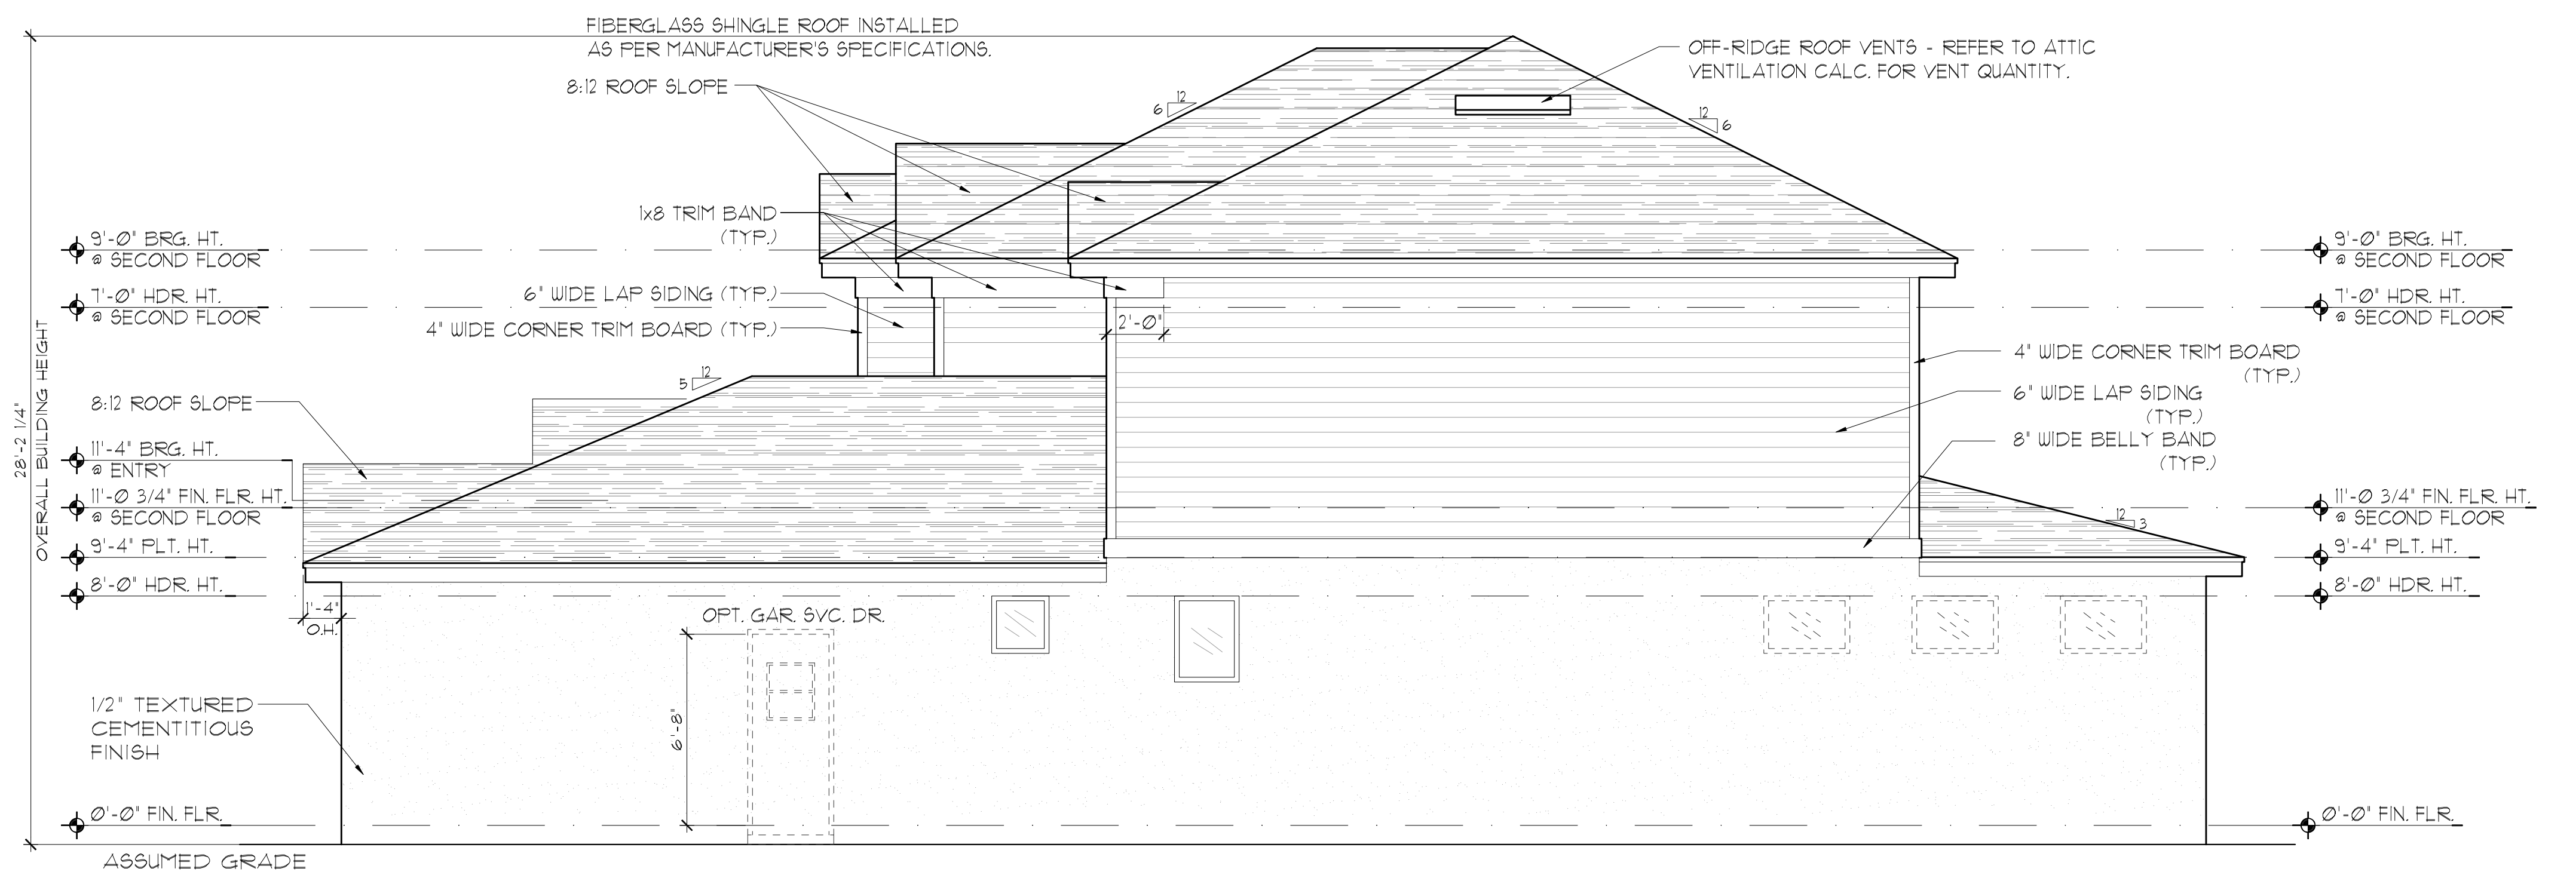 FIBERGLASS SHINGLE ROOF INSTALLED
AS PER MANUFACTURER'S SPECIFICATIONS.
OFF-RIDGE ROOF VENTS - REFER TO ATTIC
VENTILATION CALC. FOR VENT QUANTITY.
8:12 ROOF SLOPE
12
6
12
6
1x8 TRIM BAND
(TYP.)
9'-0" BRG. HT.
@ SECOND FLOOR
9'-0" BRG. HT.
@ SECOND FLOOR
7'-0" HDR. HT.
@ SECOND FLOOR
6" WIDE LAP SIDING (TYP.)
4" WIDE CORNER TRIM BOARD (TYP.)
2'-0"
7'-0" HDR. HT.
@ SECOND FLOOR
4" WIDE CORNER TRIM BOARD
(TYP.)
6" WIDE LAP SIDING
(TYP.)
8" WIDE BELLY BAND
(TYP.)
12
5
8:12 ROOF SLOPE
28'-2 1/4"
OVERALL BUILDING HEIGHT
11'-4" BRG. HT.
@ ENTRY
11'-0 3/4" FIN. FLR. HT.
@ SECOND FLOOR
11'-0 3/4" FIN. FLR. HT.
@ SECOND FLOOR
12
3
9'-4" PLT. HT.
9'-4" PLT. HT.
8'-0" HDR. HT.
8'-0" HDR. HT.
1'-4"
O.H.
OPT. GAR. SVC. DR.
6'-8"
1/2" TEXTURED
CEMENTITIOUS
FINISH
0'-0" FIN. FLR.
0'-0" FIN. FLR.
ASSUMED GRADE